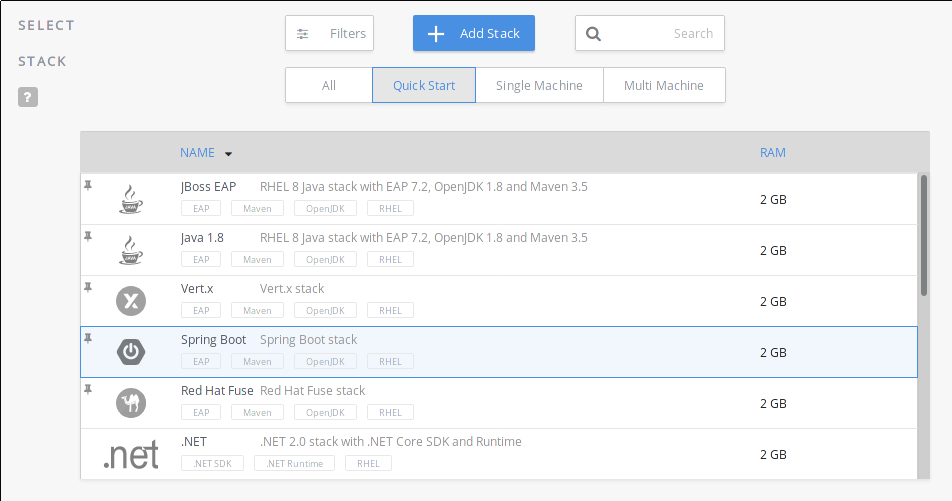 SELECT
STACK
?
Filters
Add Stack
Search
All
Quick Start
Single Machine
Multi Machine
NAME RAM
JBoss EAP RHEL 8 Java stack with EAP 7.2, OpenJDK 1.8 and Maven 3.5
EAP Maven OpenJDK RHEL
2 GB
JAVA
Java 1.8 RHEL 8 Java stack with EAP 7.2, OpenJDK 1.8 and Maven 3.5
EAP Maven OpenJDK RHEL
2 GB
JAVA
Vert.x Vert.x stack
EAP Maven OpenJDK RHEL
2 GB
Spring Boot Spring Boot stack
EAP Maven OpenJDK RHEL
2 GB
Red Hat Fuse Red Hat Fuse stack
EAP Maven OpenJDK RHEL
2 GB
.net
.NET .NET 2.0 stack with .NET Core SDK and Runtime
.NET SDK .NET Runtime RHEL
2 GB